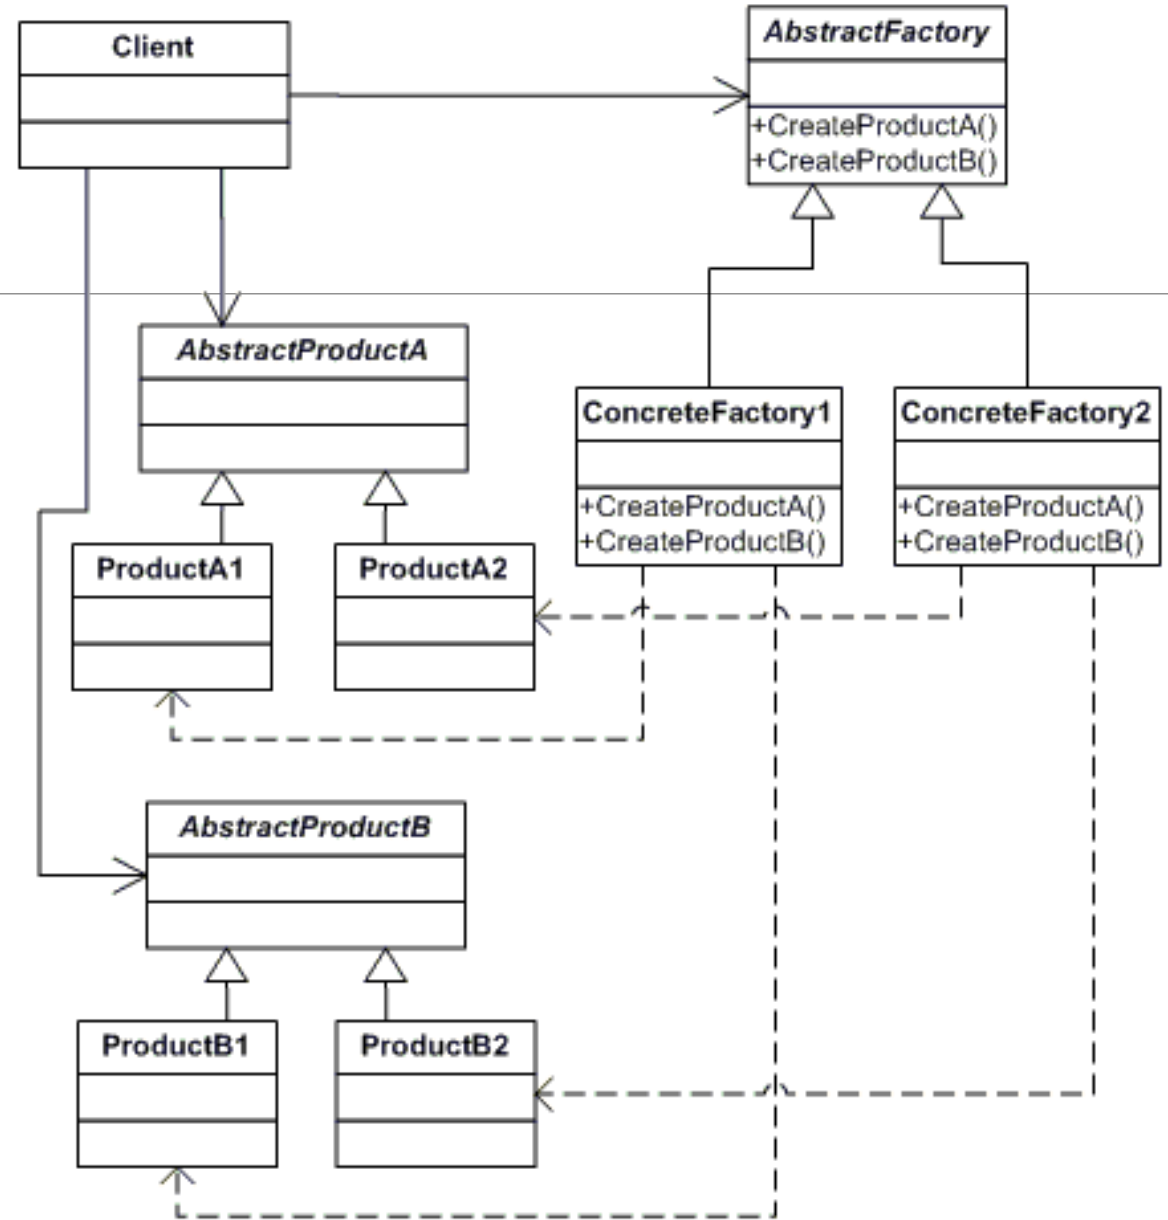 Client
AbstractFactory
+CreateProductA()
+CreateProductB()
AbstractProductA
ConcreteFactory1
+CreateProductA()
+CreateProductB()
ConcreteFactory2
+CreateProductA()
+CreateProductB()
ProductA1
ProductA2
AbstractProductB
ProductB1
ProductB2